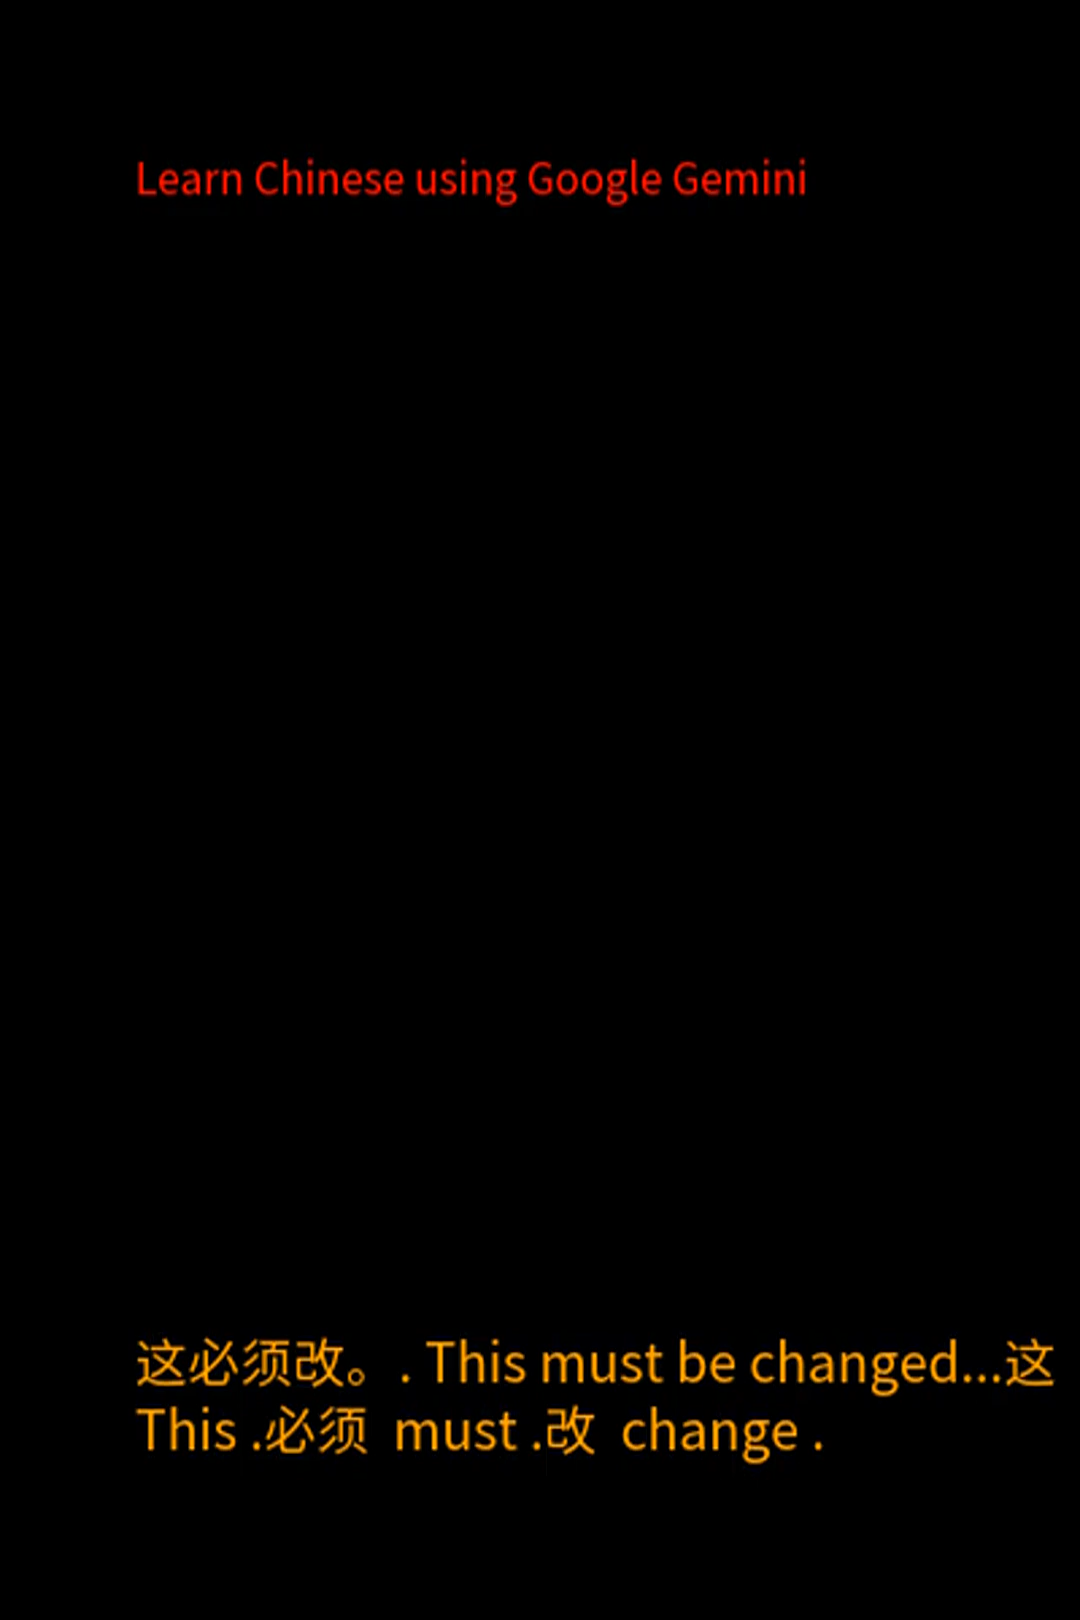 Learn Chinese using Google Gemini
这必须改。. This must be changed...这
This .必须  must .改  change .